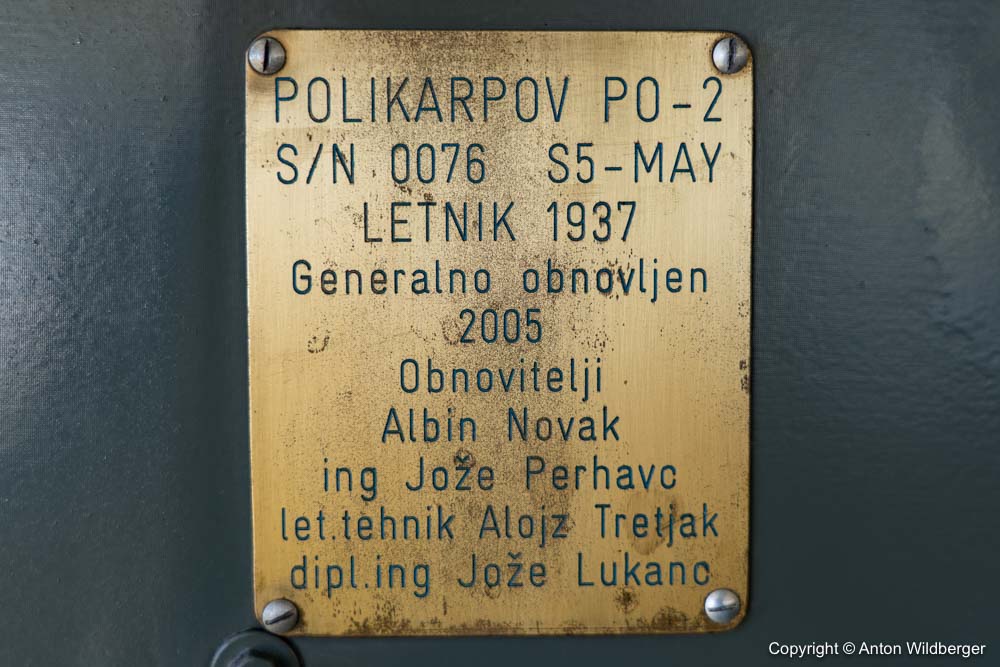 POLIKARPOV PO-2
S/N 0076 S5-MAY
LETNIK 1937
Generalno obnovljen
2005
Obnovitelji
Albin Novak
ing Jože Perhavc
let.tehnik Alojz Tretjak
dipl.ing Jože Lukanc
Copyright © Anton Wildberger